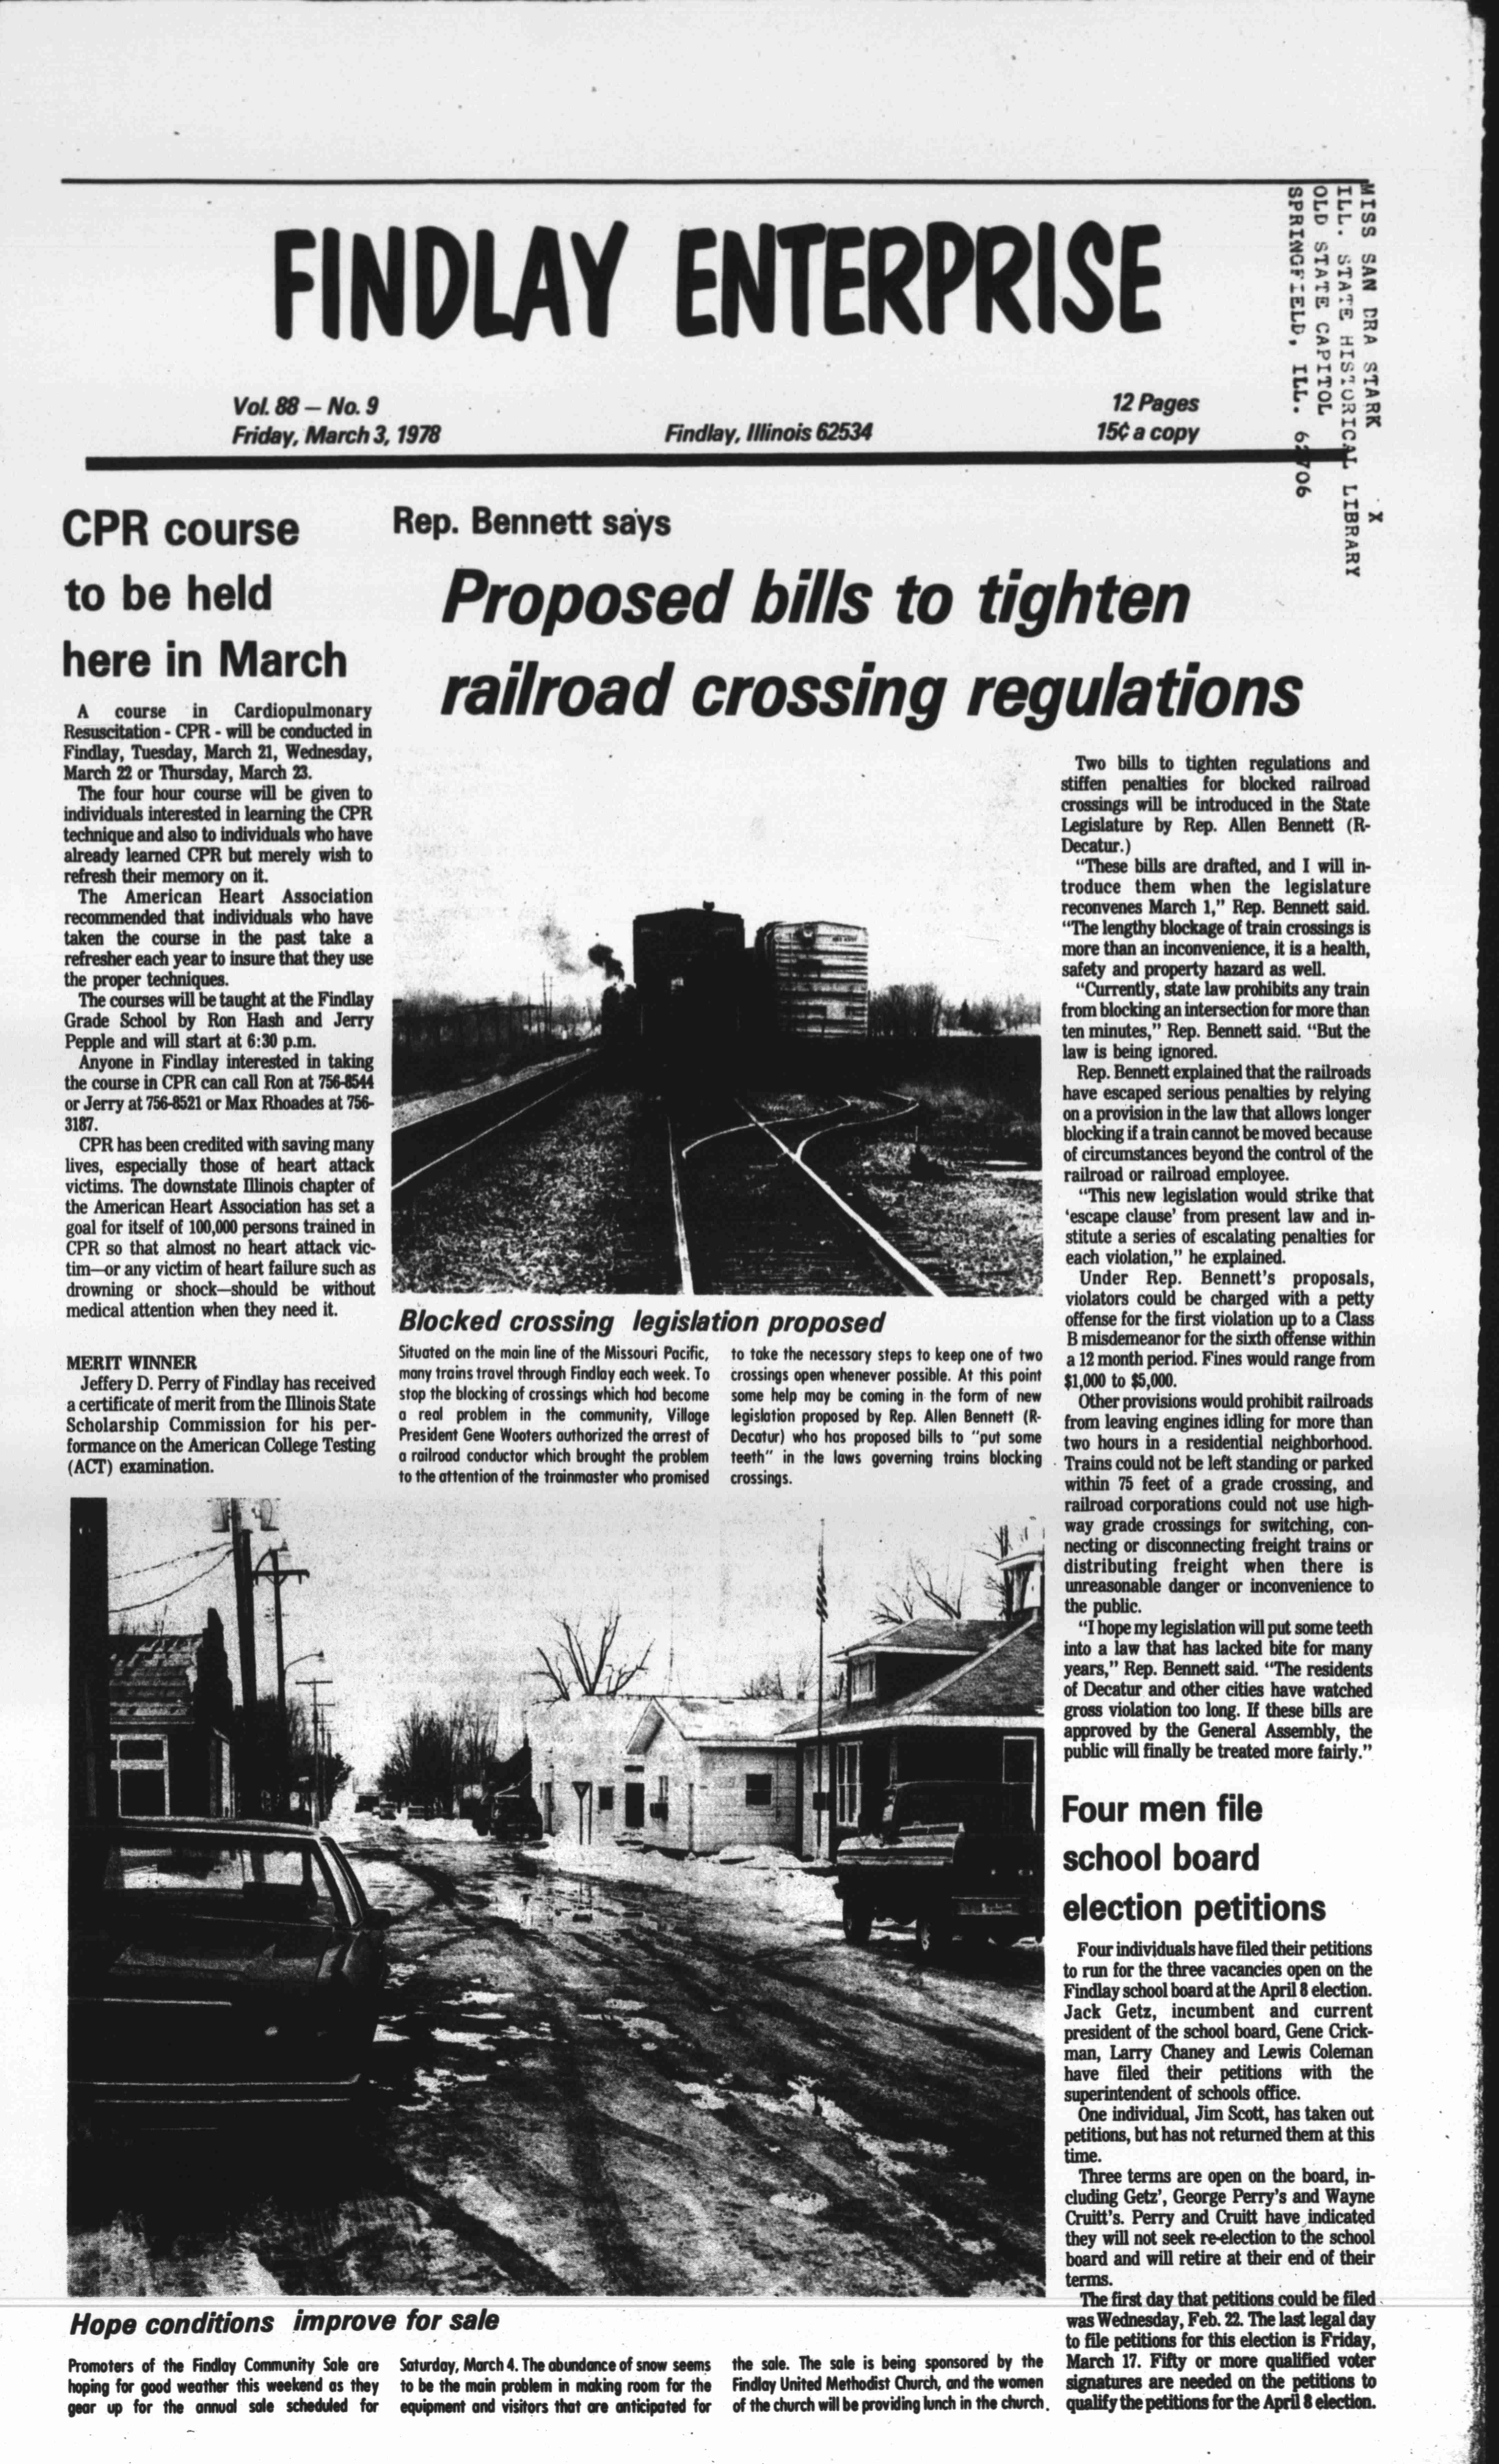 MISS SAN DRA STARK X
ILL. STATE HISTORICAL LIBRARY
OLD STATE CAPITOL
SPRINGFIELD, ILL. 62706
FINDLAY ENTERPRISE
Vol. 88 — No. 9
Friday, March 3, 1978
Findlay, Illinois 62534
12 Pages
15¢ a copy
CPR course
to be held
here in March
A course in Cardiopulmonary
Resuscitation - CPR - will be conducted in
Findlay, Tuesday, March 21, Wednesday,
March 22 or Thursday, March 23.
The four hour course will be given to
individuals interested in learning the CPR
technique and also to individuals who have
already learned CPR but merely wish to
refresh their memory on it.
The American Heart Association
recommended that individuals who have
taken the course in the past take a
refresher each year to insure that they use
the proper techniques.
The courses will be taught at the Findlay
Grade School by Ron Hash and Jerry
Pepple and will start at 6:30 p.m.
Anyone in Findlay interested in taking
the course in CPR can call Ron at 756-8544
or Jerry at 756-8521 or Max Rhoades at 756-
3187.
CPR has been credited with saving many
lives, especially those of heart attack
victims. The downstate Illinois chapter of
the American Heart Association has set a
goal for itself of 100,000 persons trained in
CPR so that almost no heart attack vic-
tim—or any victim of heart failure such as
drowning or shock—should be without
medical attention when they need it.
MERIT WINNER
Jeffery D. Perry of Findlay has received
a certificate of merit from the Illinois State
Scholarship Commission for his per-
formance on the American College Testing
(ACT) examination.
Rep. Bennett says
Proposed bills to tighten
railroad crossing regulations
Blocked crossing legislation proposed
Situated on the main line of the Missouri Pacific,
many trains travel through Findlay each week. To
stop the blocking of crossings which had become
a real problem in the community, Village
President Gene Wooters authorized the arrest of
a railroad conductor which brought the problem
to the attention of the trainmaster who promised
to take the necessary steps to keep one of two
crossings open whenever possible. At this point
some help may be coming in the form of new
legislation proposed by Rep. Allen Bennett (R-
Decatur) who has proposed bills to "put some
teeth" in the laws governing trains blocking
crossings.
Two bills to tighten regulations and
stiffen penalties for blocked railroad
crossings will be introduced in the State
Legislature by Rep. Allen Bennett (R-
Decatur.)
"These bills are drafted, and I will in-
troduce them when the legislature
reconvenes March 1," Rep. Bennett said.
"The lengthy blockage of train crossings is
more than an inconvenience, it is a health,
safety and property hazard as well.
"Currently, state law prohibits any train
from blocking an intersection for more than
ten minutes," Rep. Bennett said. "But the
law is being ignored.
Rep. Bennett explained that the railroads
have escaped serious penalties by relying
on a provision in the law that allows longer
blocking if a train cannot be moved because
of circumstances beyond the control of the
railroad or railroad employee.
"This new legislation would strike that
'escape clause' from present law and in-
stitute a series of escalating penalties for
each violation," he explained.
Under Rep. Bennett's proposals,
violators could be charged with a petty
offense for the first violation up to a Class
B misdemeanor for the sixth offense within
a 12 month period. Fines would range from
$1,000 to $5,000.
Other provisions would prohibit railroads
from leaving engines idling for more than
two hours in a residential neighborhood.
Trains could not be left standing or parked
within 75 feet of a grade crossing, and
railroad corporations could not use high-
way grade crossings for switching, con-
necting or disconnecting freight trains or
distributing freight when there is
unreasonable danger or inconvenience to
the public.
"I hope my legislation will put some teeth
into a law that has lacked bite for many
years," Rep. Bennett said. "The residents
of Decatur and other cities have watched
gross violation too long. If these bills are
approved by the General Assembly, the
public will finally be treated more fairly."
Four men file
school board
election petitions
Four individuals have filed their petitions
to run for the three vacancies open on the
Findlay school board at the April 8 election.
Jack Getz, incumbent and current
president of the school board, Gene Crick-
man, Larry Chaney and Lewis Coleman
have filed their petitions with the
superintendent of schools office.
One individual, Jim Scott, has taken out
petitions, but has not returned them at this
time.
Three terms are open on the board, in-
cluding Getz', George Perry's and Wayne
Cruitt's. Perry and Cruitt have indicated
they will not seek re-election to the school
board and will retire at their end of their
terms.
The first day that petitions could be filed
was Wednesday, Feb. 22. The last legal day
to file petitions for this election is Friday,
March 17. Fifty or more qualified voter
signatures are needed on the petitions to
qualify the petitions for the April 8 election.
Hope conditions improve for sale
Promoters of the Findlay Community Sale are
hoping for good weather this weekend as they
gear up for the annual sale scheduled for
Saturday, March 4. The abundance of snow seems
to be the main problem in making room for the
equipment and visitors that are anticipated for
the sale. The sale is being sponsored by the
Findlay United Methodist Church, and the women
of the church will be providing lunch in the church.